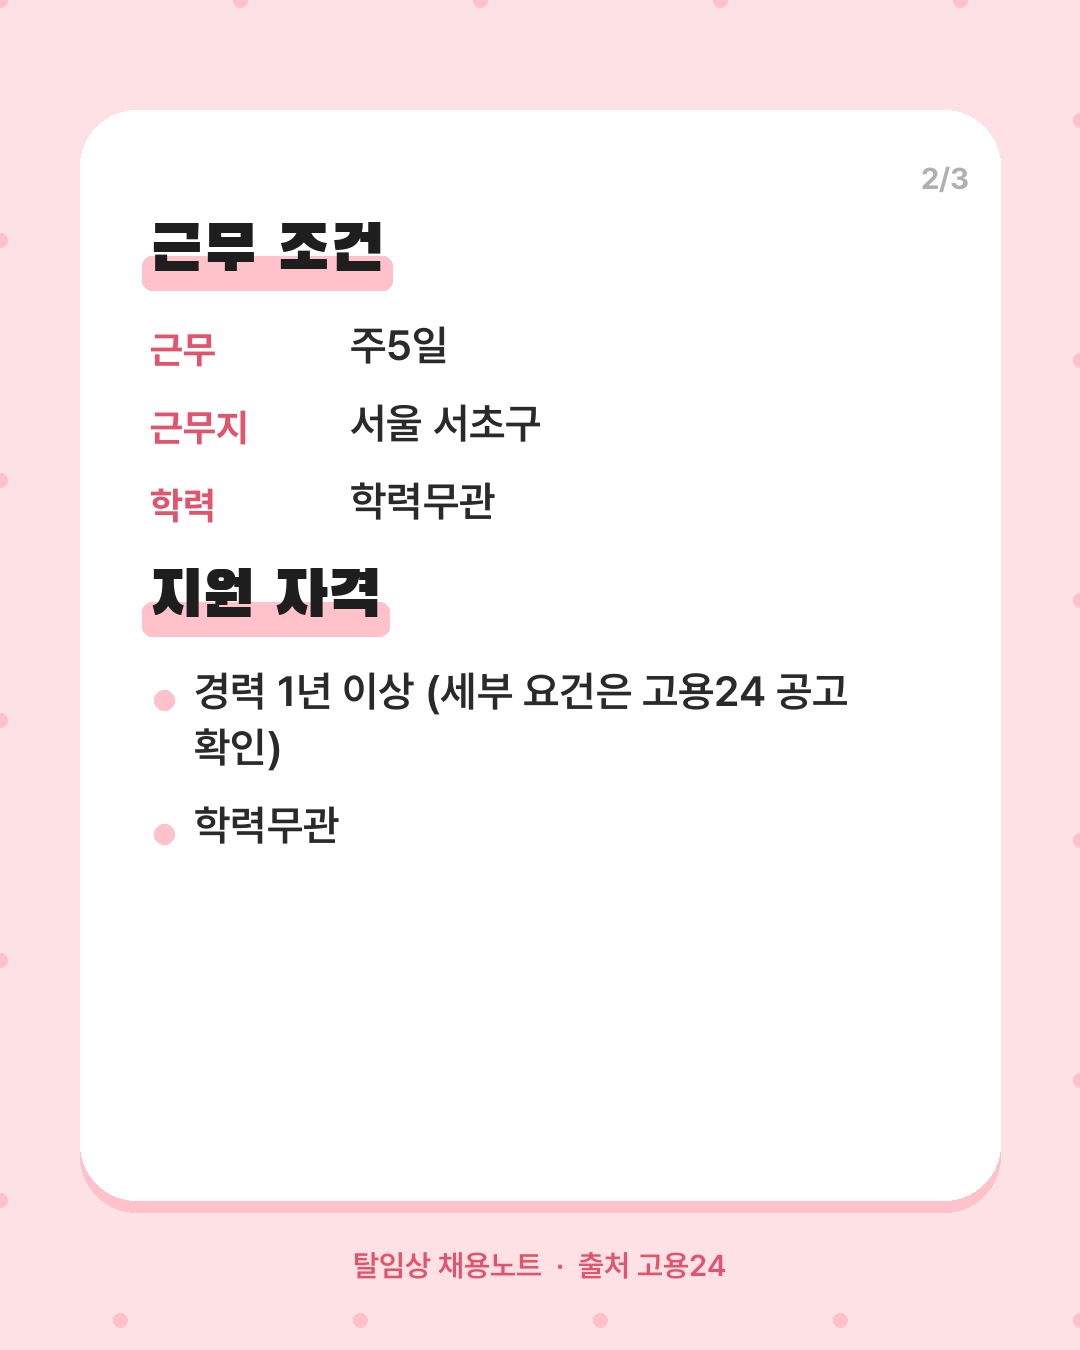 2/3
근무 조건
근무 주5일
근무지 서울 서초구
학력 학력무관
지원 자격
경력 1년 이상 (세부 요건은 고용24 공고
확인)
학력무관
탈임상 채용노트 · 출처 고용24